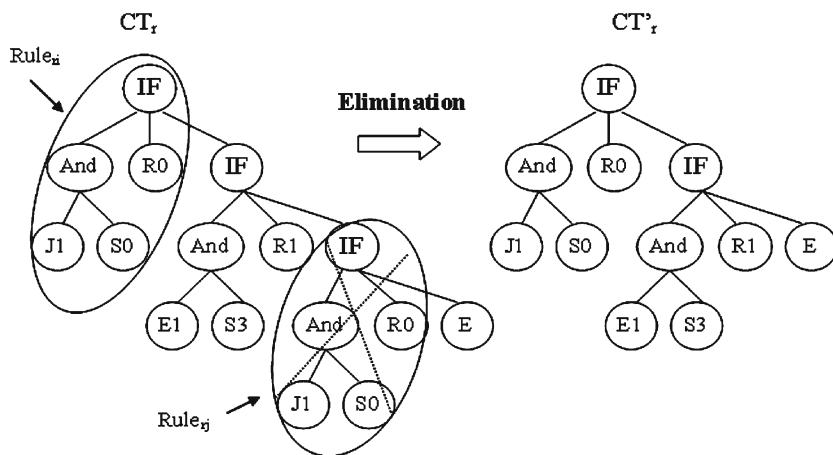 CTr CT'r
Ruleri
IF Elimination IF
And R0 IF And R0 IF
J1 S0 And R1 IF J1 S0 And R1 E
E1 S3 And R0 E E1 S3
Rulerj J1 S0